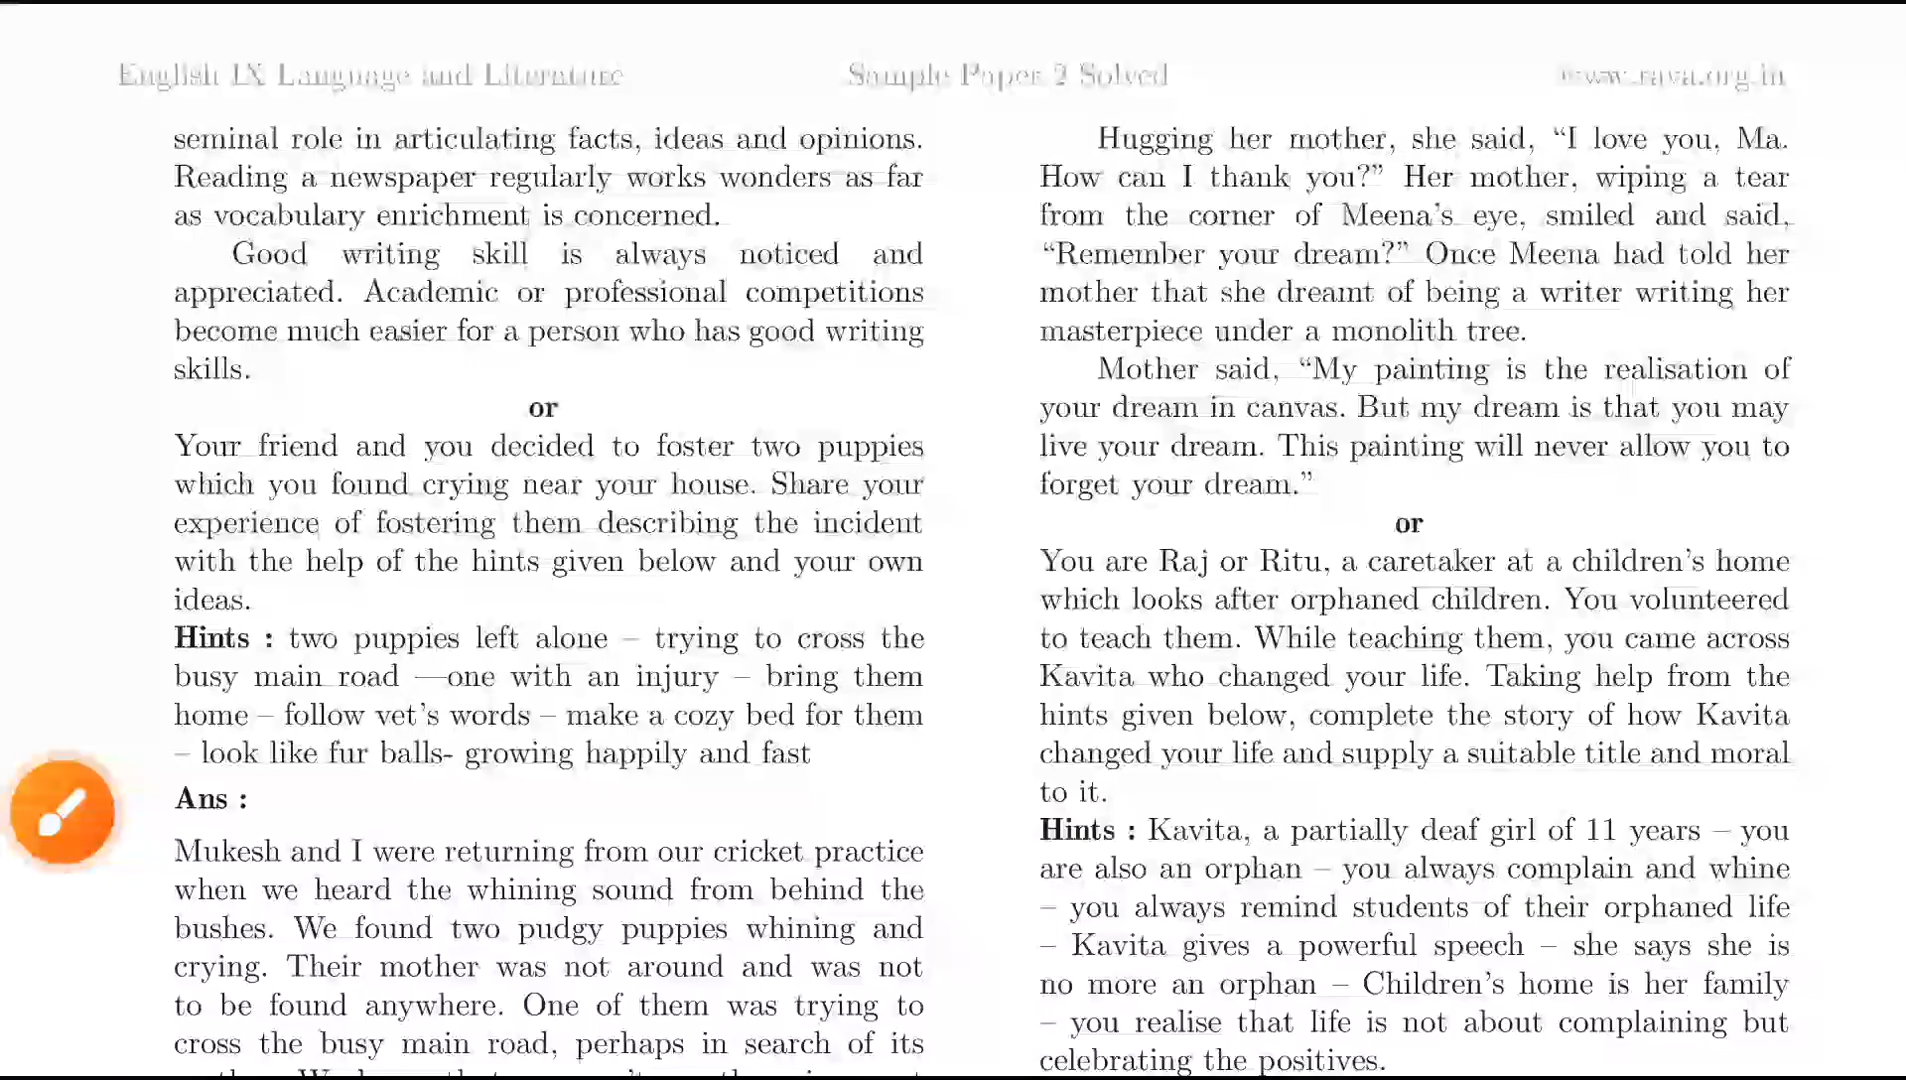 English IX Language and Literature
Sample Paper 2 Solved
www.rava.org.in
seminal role in articulating facts, ideas and opinions.
Reading a newspaper regularly works wonders as far
as vocabulary enrichment is concerned.
Good writing skill is always noticed and
appreciated. Academic or professional competitions
become much easier for a person who has good writing
skills.
or
Your friend and you decided to foster two puppies
which you found crying near your house. Share your
experience of fostering them describing the incident
with the help of the hints given below and your own
ideas.
Hints : two puppies left alone – trying to cross the
busy main road —one with an injury – bring them
home – follow vet's words – make a cozy bed for them
– look like fur balls- growing happily and fast
Ans :
Mukesh and I were returning from our cricket practice
when we heard the whining sound from behind the
bushes. We found two pudgy puppies whining and
crying. Their mother was not around and was not
to be found anywhere. One of them was trying to
cross the busy main road, perhaps in search of its
Hugging her mother, she said, “I love you, Ma.
How can I thank you?” Her mother, wiping a tear
from the corner of Meena's eye, smiled and said,
“Remember your dream?” Once Meena had told her
mother that she dreamt of being a writer writing her
masterpiece under a monolith tree.
Mother said, “My painting is the realisation of
your dream in canvas. But my dream is that you may
live your dream. This painting will never allow you to
forget your dream.”
or
You are Raj or Ritu, a caretaker at a children's home
which looks after orphaned children. You volunteered
to teach them. While teaching them, you came across
Kavita who changed your life. Taking help from the
hints given below, complete the story of how Kavita
changed your life and supply a suitable title and moral
to it.
Hints : Kavita, a partially deaf girl of 11 years – you
are also an orphan – you always complain and whine
– you always remind students of their orphaned life
– Kavita gives a powerful speech – she says she is
no more an orphan – Children's home is her family
– you realise that life is not about complaining but
celebrating the positives.